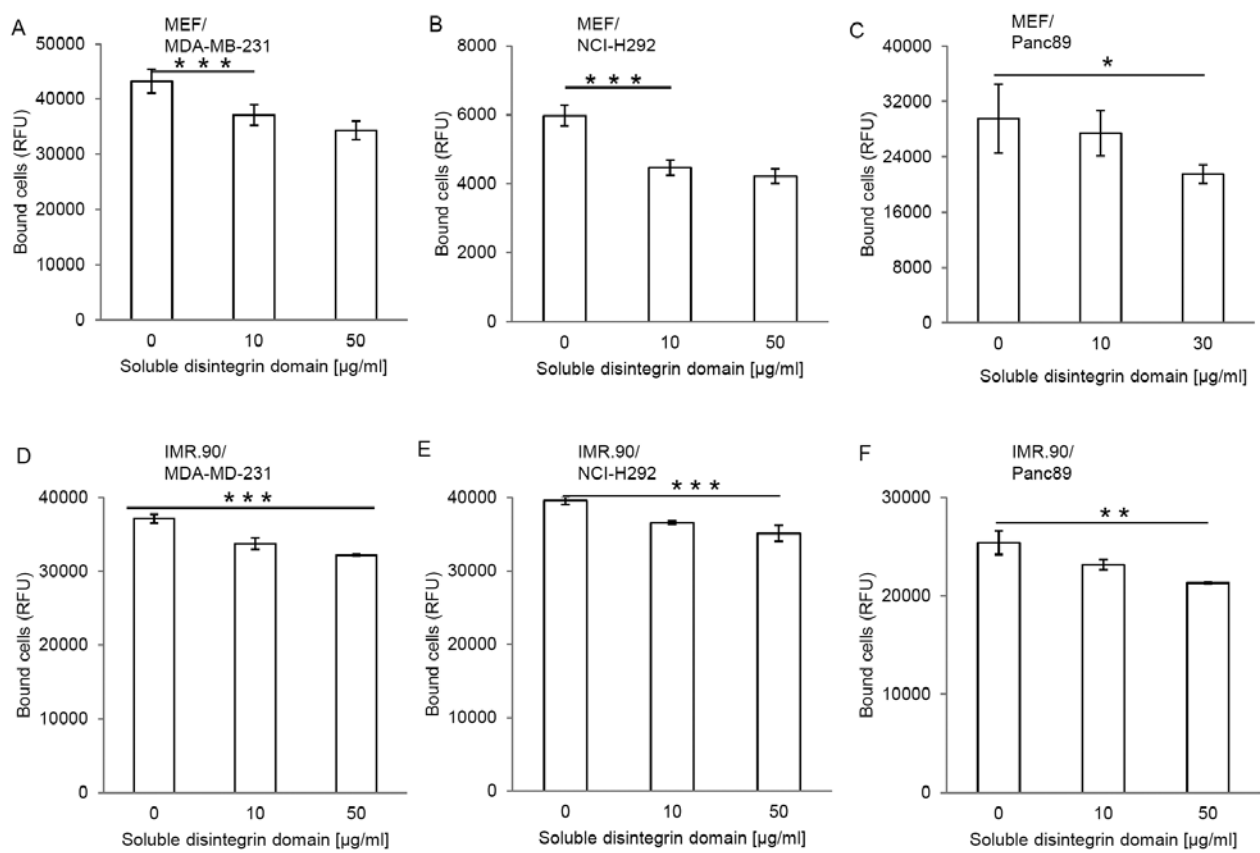 A
MEF/
MDA-MB-231
50000
40000
30000
20000
10000
0
* * *
Bound cells (RFU)
0 10 50
Soluble disintegrin domain [µg/ml]
B
MEF/
NCI-H292
8000
6000
4000
2000
0
* * *
Bound cells (RFU)
0 10 50
Soluble disintegrin domain [µg/ml]
C
MEF/
Panc89
40000
32000
24000
16000
8000
0
*
Bound cells (RFU)
0 10 30
Soluble disintegrin domain [µg/ml]
D
IMR.90/
MDA-MD-231
40000
30000
20000
10000
0
* * *
Bound cells (RFU)
0 10 50
Soluble disintegrin domain [µg/ml]
E
IMR.90/
NCI-H292
40000
30000
20000
10000
0
* * *
Bound cells (RFU)
0 10 50
Soluble disintegrin domain [µg/ml]
F
IMR.90/
Panc89
30000
20000
10000
0
* *
Bound cells (RFU)
0 10 50
Soluble disintegrin domain [µg/ml]